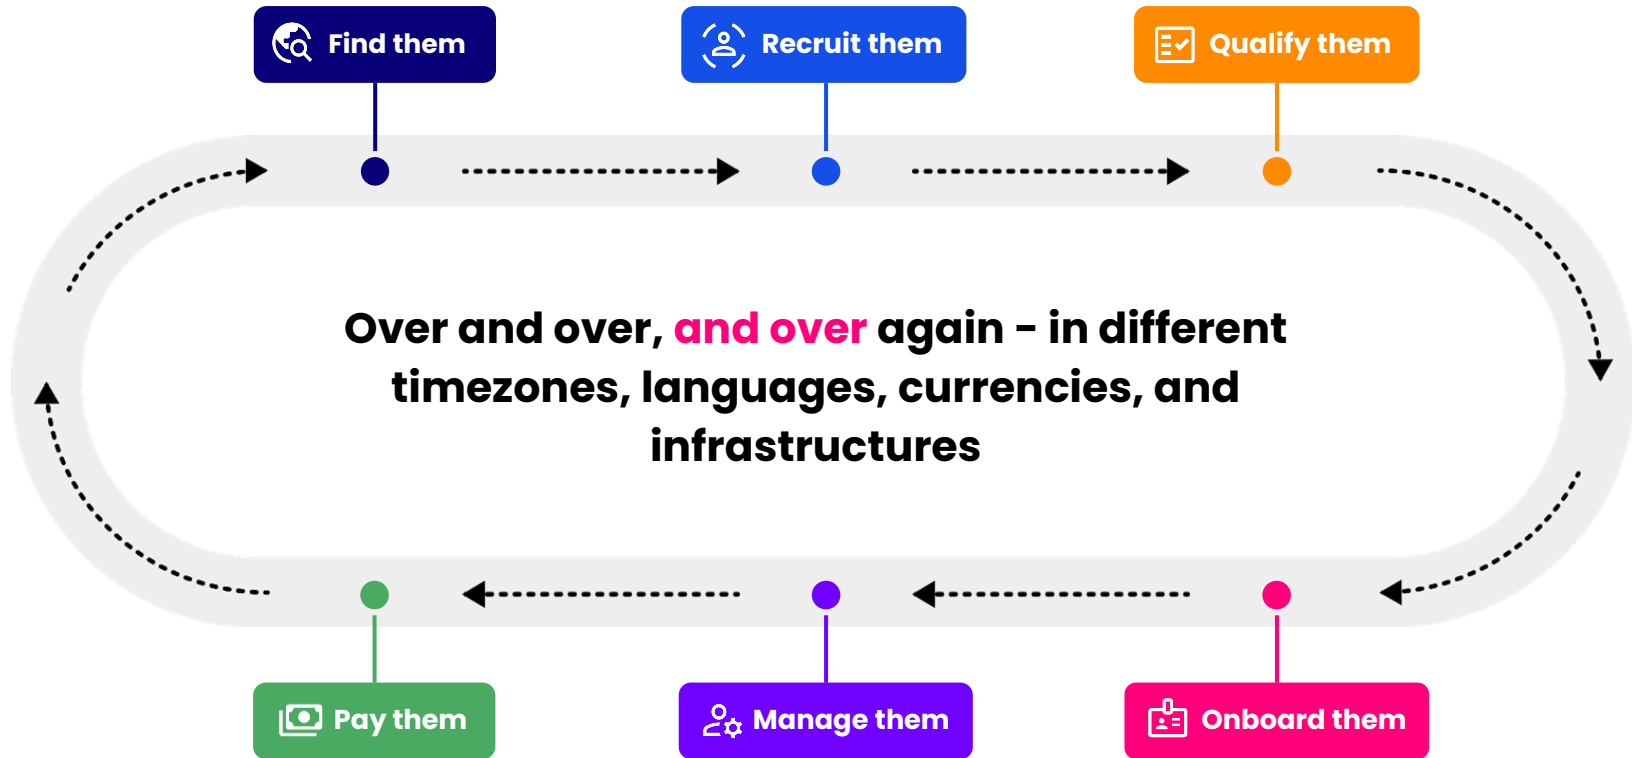 Find them
Recruit them
Qualify them
Over and over, and over again - in different
timezones, languages, currencies, and
infrastructures
Pay them
Manage them
Onboard them